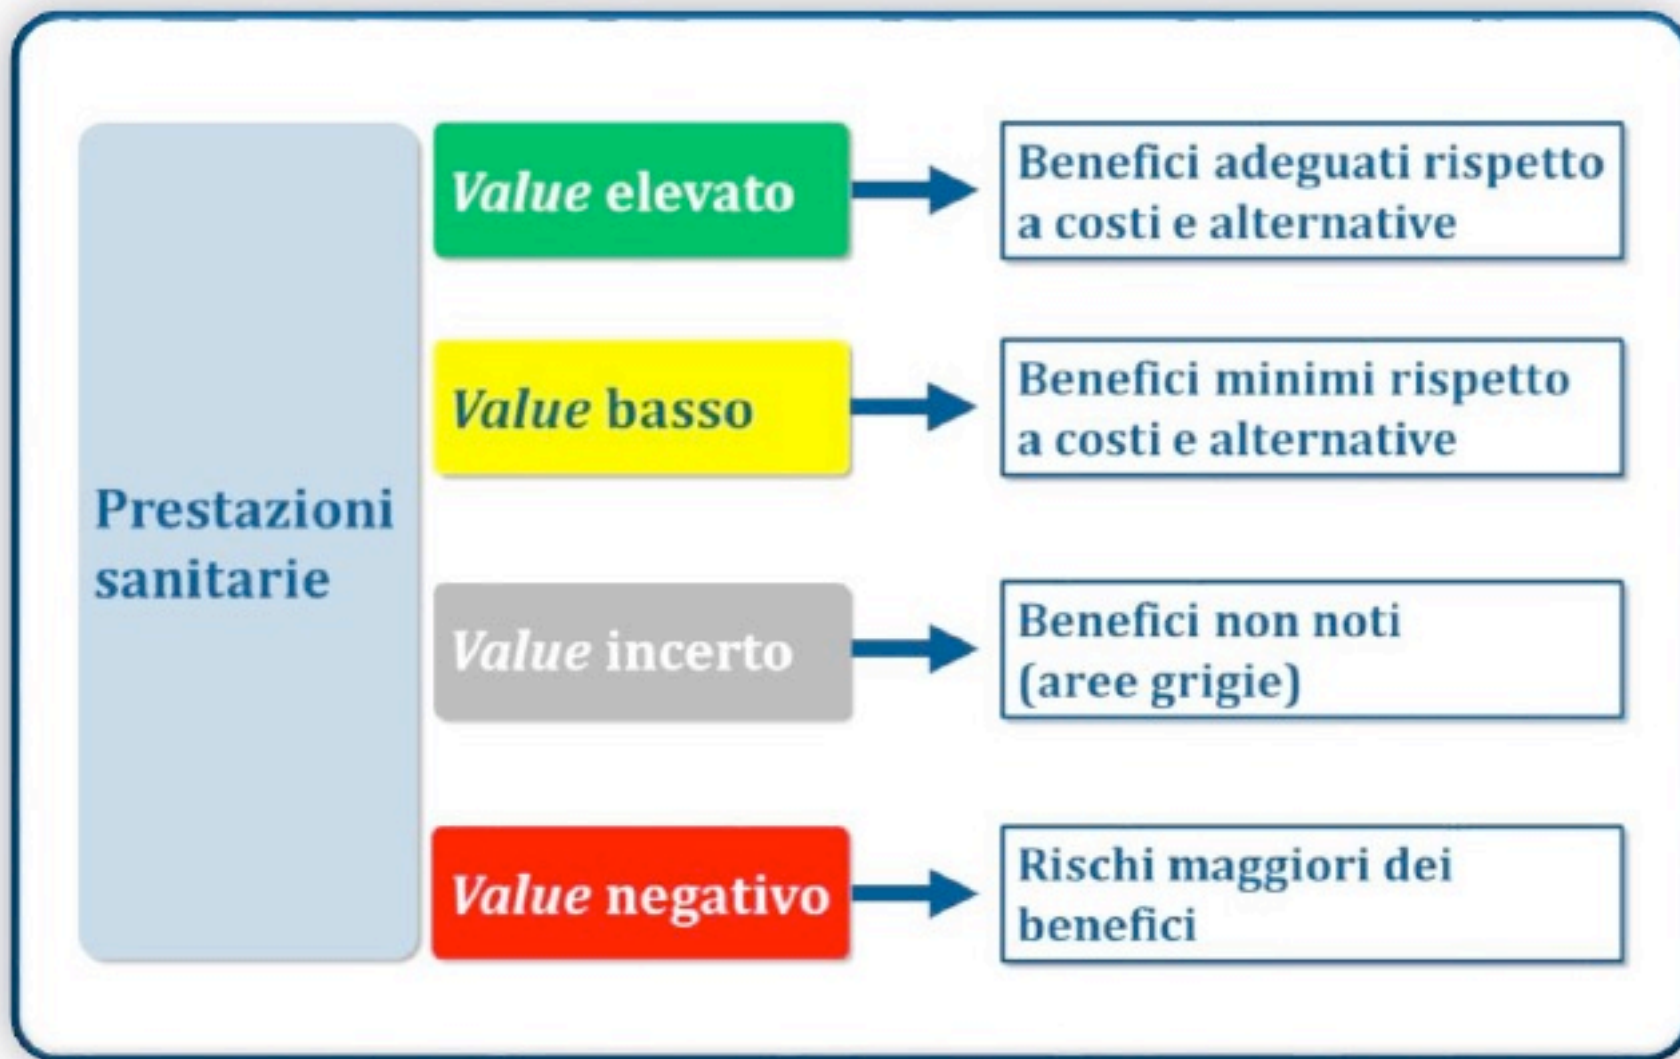 Prestazioni
sanitarie
Value elevato
Benefici adeguati rispetto
a costi e alternative
Value basso
Benefici minimi rispetto
a costi e alternative
Value incerto
Benefici non noti
(aree grigie)
Value negativo
Rischi maggiori dei
benefici